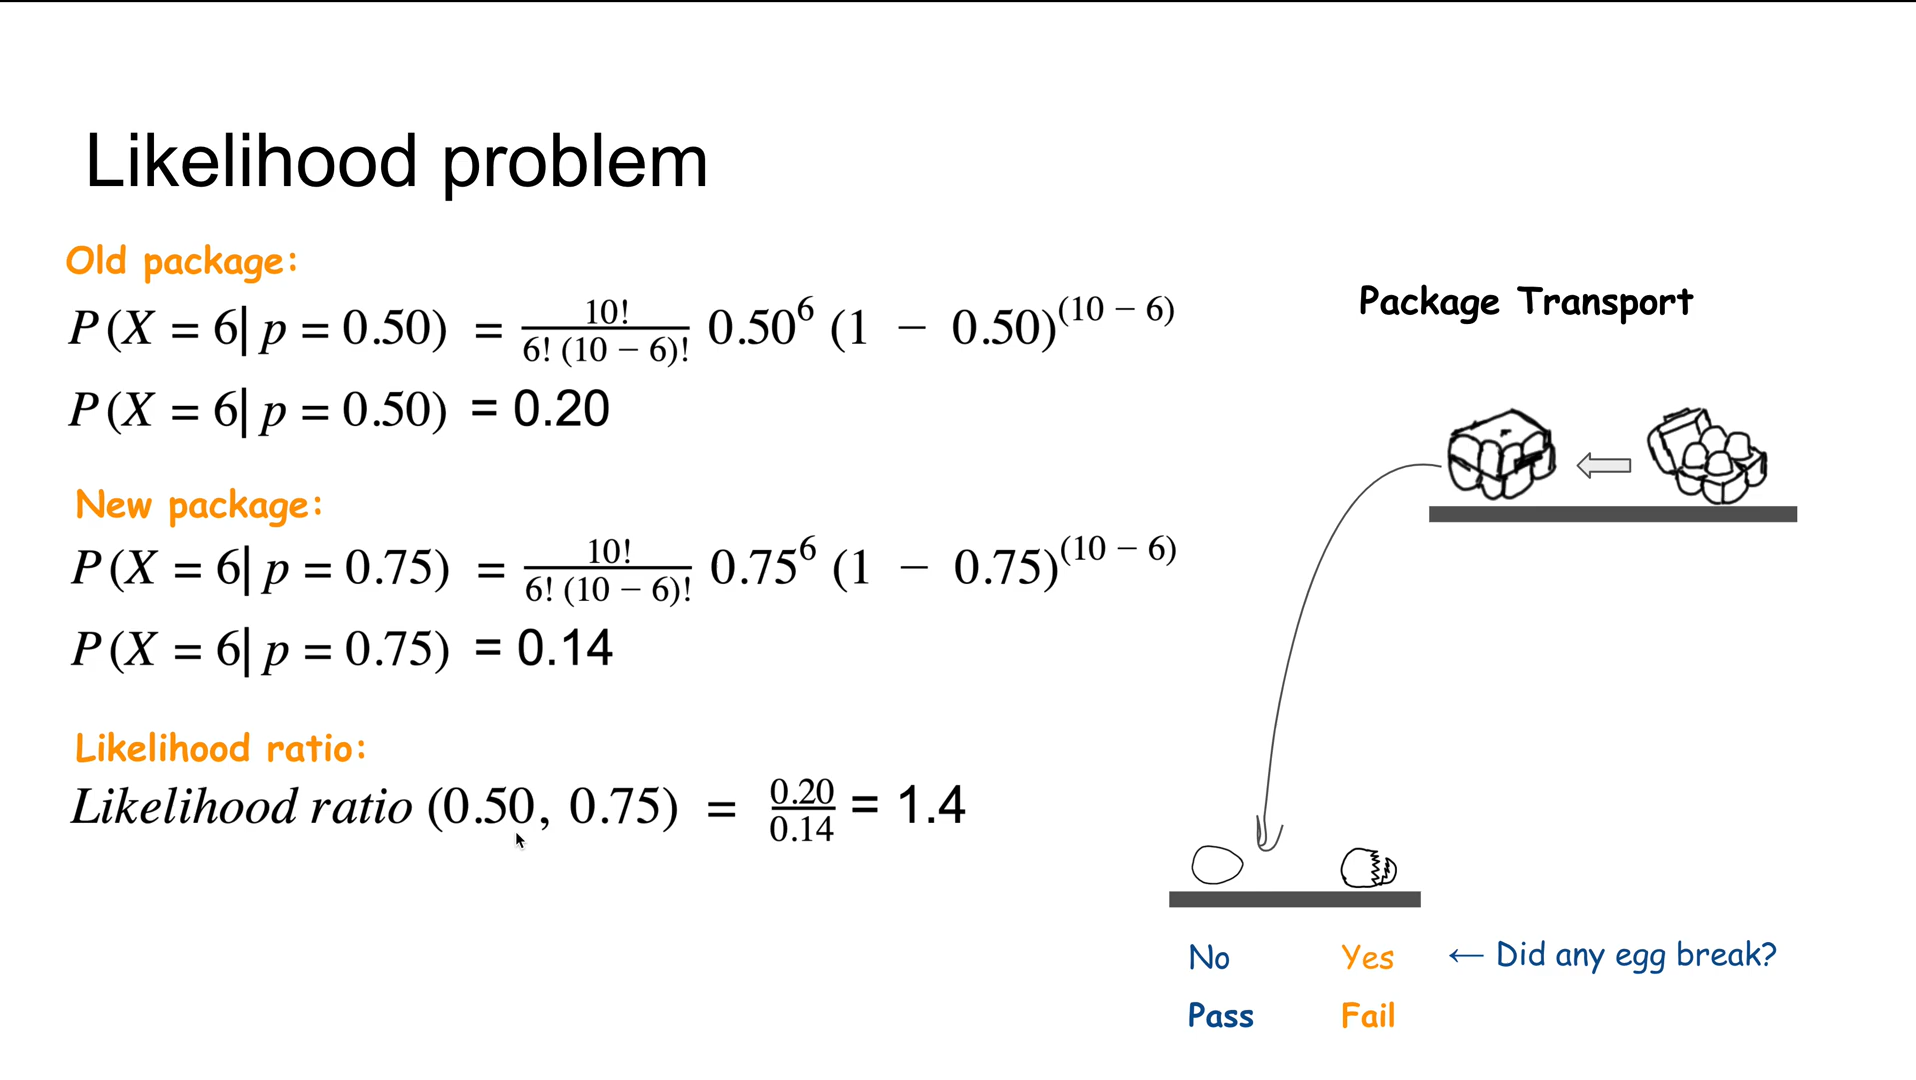 Likelihood problem
Old package:
P(X = 6| p = 0.50) = \frac{10!}{6! (10 − 6)!} 0.50^6 (1 − 0.50)^{(10 − 6)}
P(X = 6| p = 0.50) = 0.20
New package:
P(X = 6| p = 0.75) = \frac{10!}{6! (10 − 6)!} 0.75^6 (1 − 0.75)^{(10 − 6)}
P(X = 6| p = 0.75) = 0.14
Likelihood ratio:
Likelihood ratio (0.50, 0.75) = \frac{0.20}{0.14} = 1.4
Package Transport
No Yes ← Did any egg break?
Pass Fail